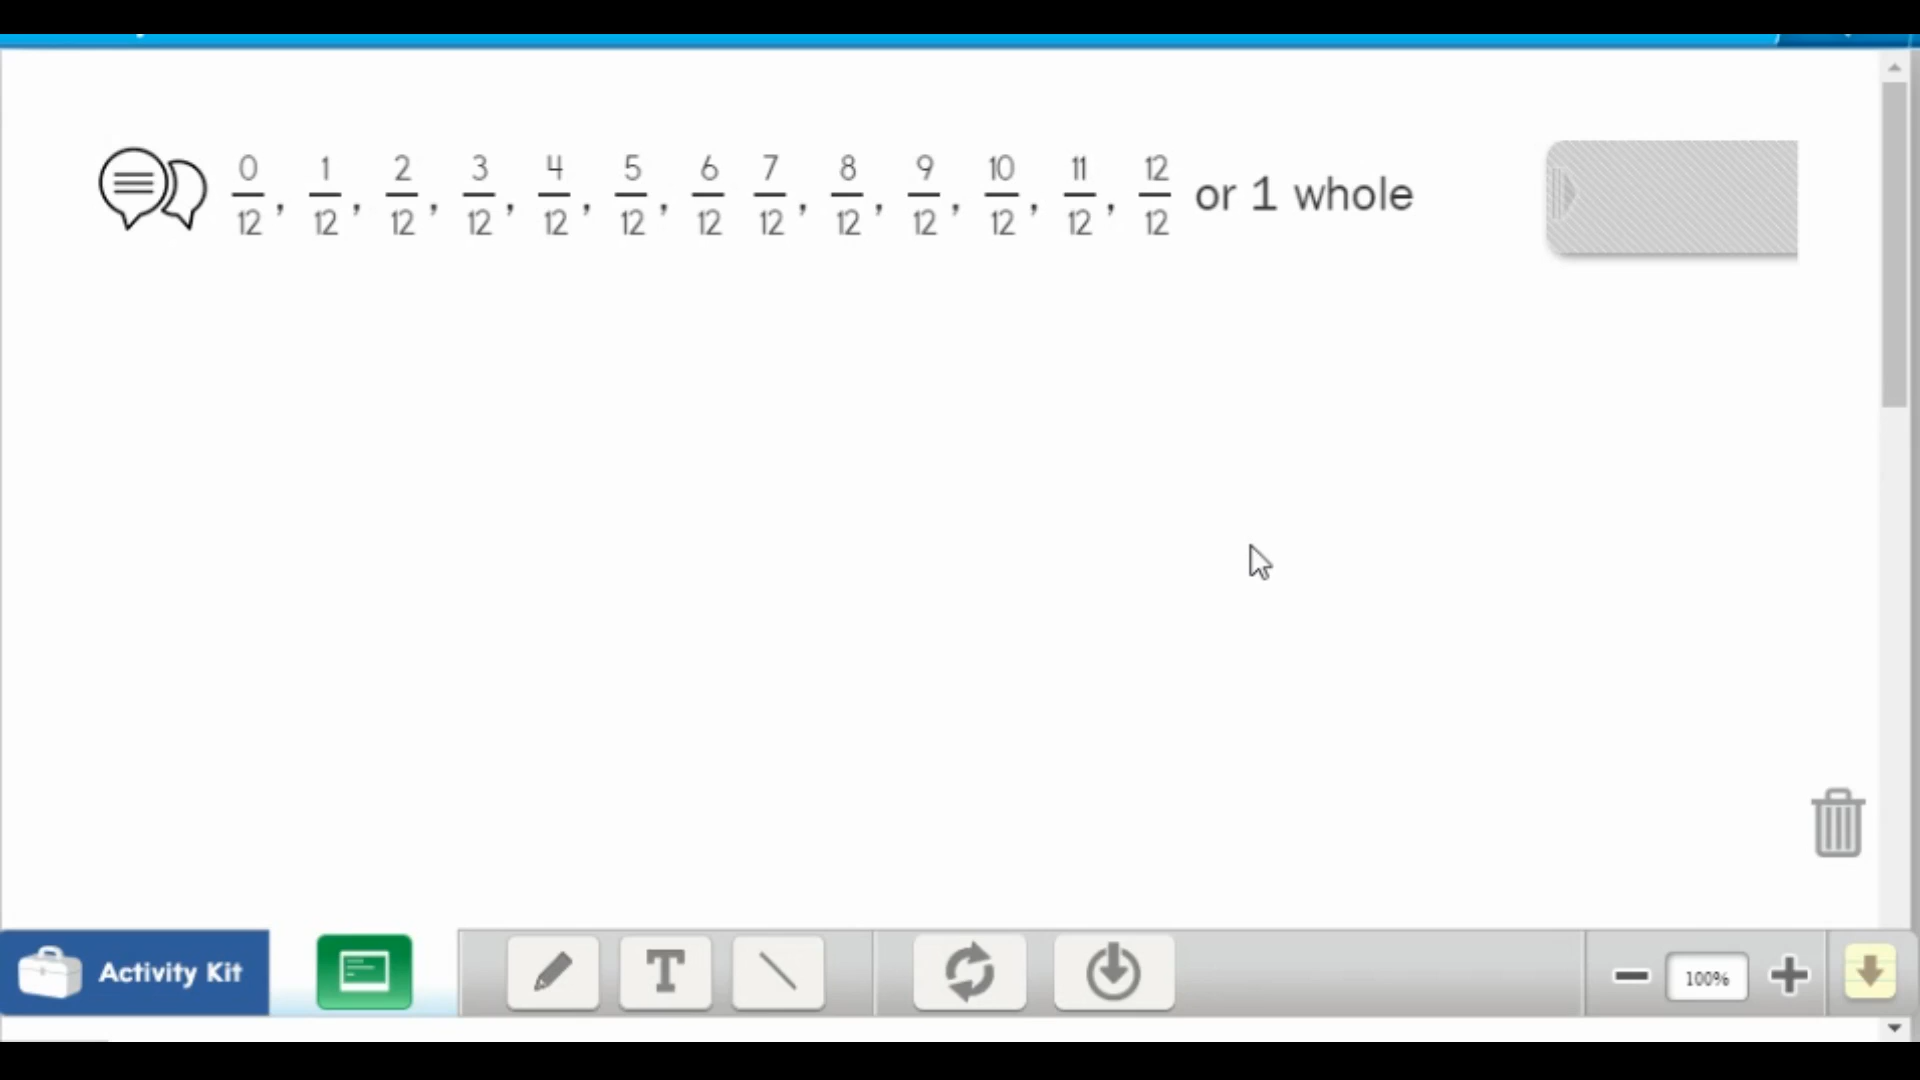 0/12, 1/12, 2/12, 3/12, 4/12, 5/12, 6/12 7/12, 8/12, 9/12, 10/12, 11/12, 12/12 or 1 whole
Activity Kit
T
100%